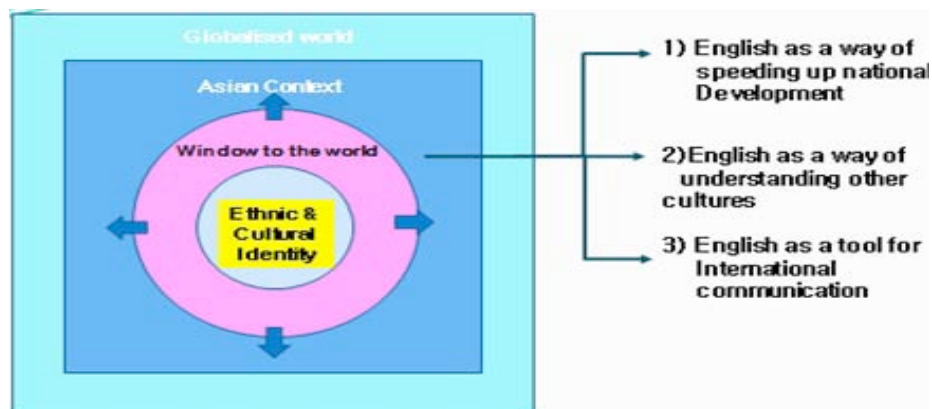 Globalised world
Asian Context
Window to the world
Ethnic &
Cultural
Identity
1) English as a way of
speeding up national
Development
2)English as a way of
understanding other
cultures
3) English as a tool for
International
communication